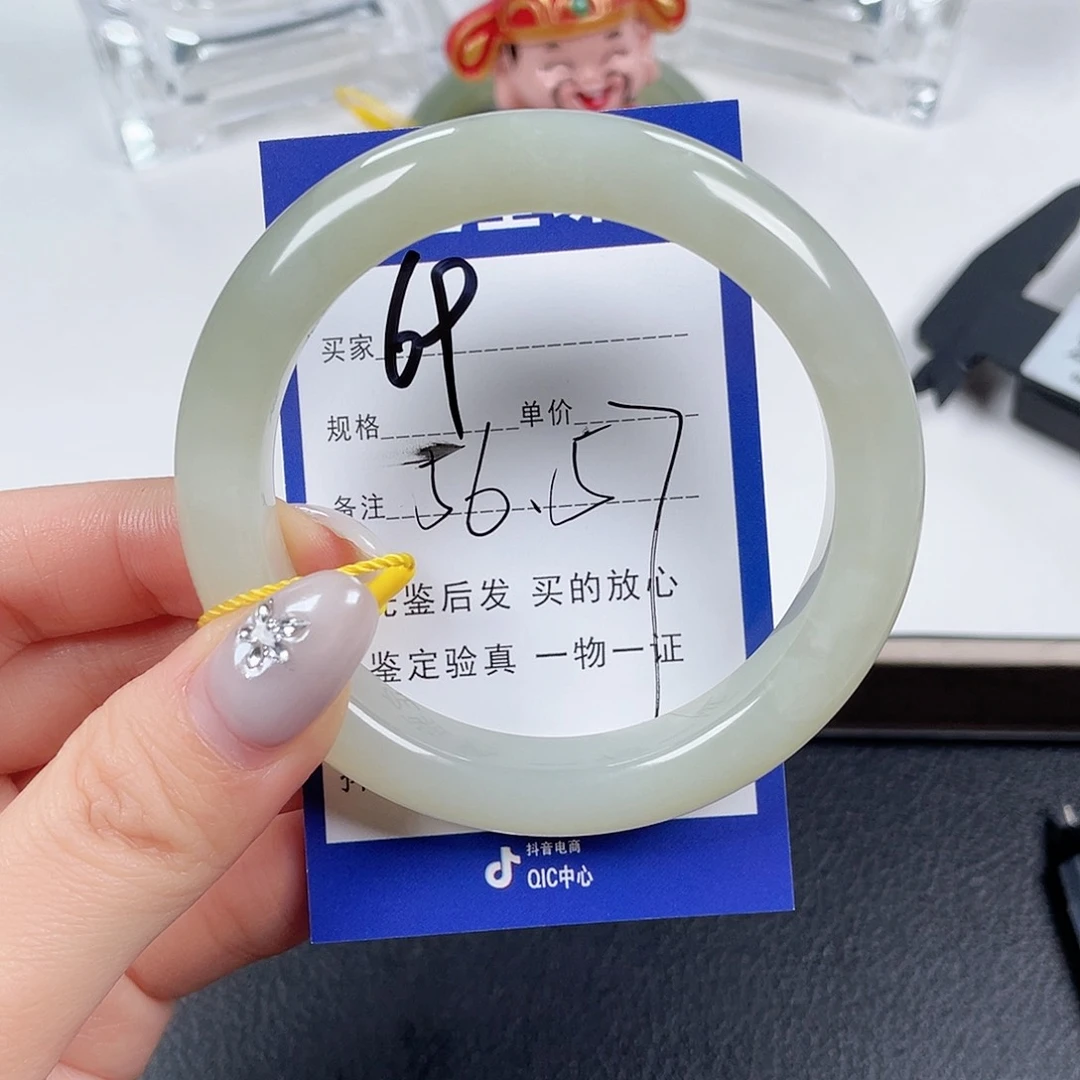 69
买家
规格 单价
56.57
备注
鉴后发 买的放心
鉴定验真 一物一证
抖音电商
QIC中心